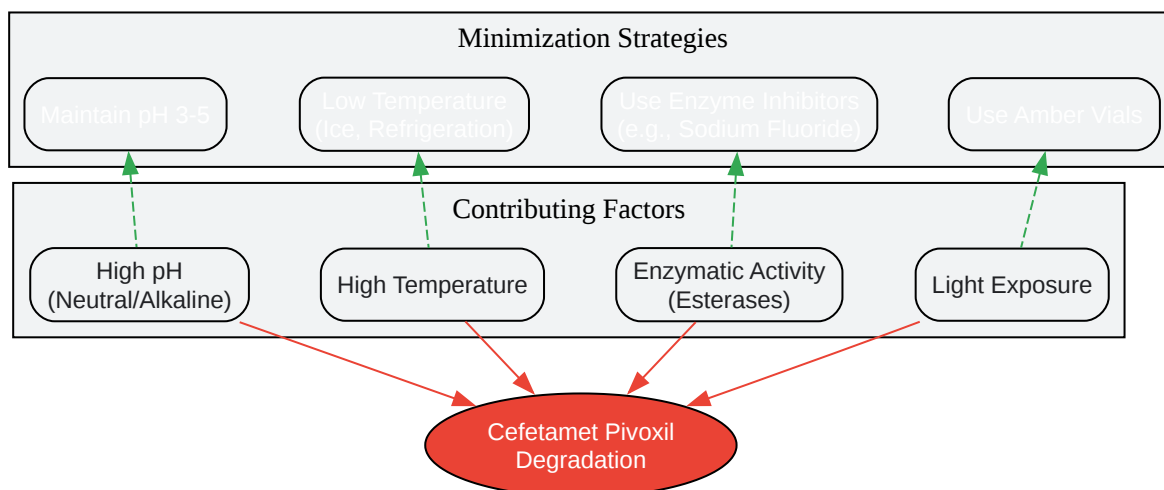 Minimization Strategies
Maintain pH 3-5
Low Temperature
(Ice, Refrigeration)
Use Enzyme Inhibitors
(e.g., Sodium Fluoride)
Use Amber Vials
Contributing Factors
High pH
(Neutral/Alkaline)
High Temperature
Enzymatic Activity
(Esterases)
Light Exposure
Cefetamet Pivoxil
Degradation